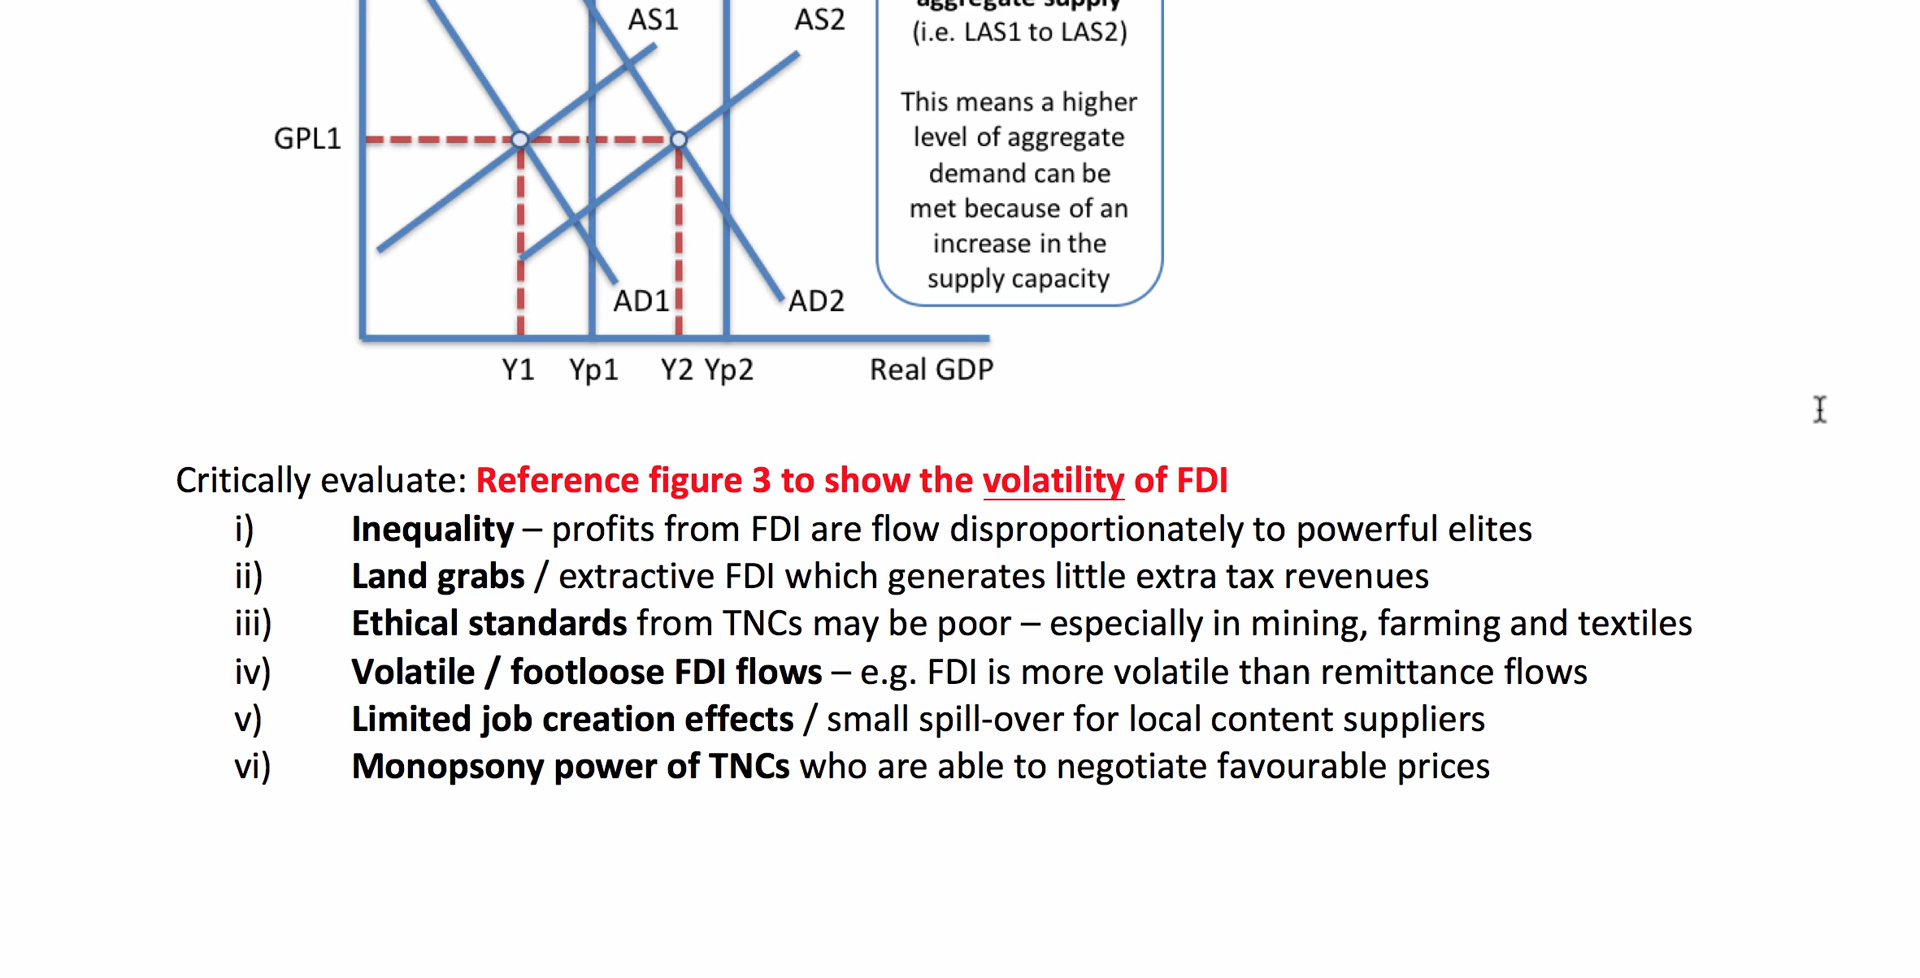 aggregate supply
AS1
AS2
(i.e. LAS1 to LAS2)
This means a higher
level of aggregate
demand can be
met because of an
increase in the
supply capacity
GPL1
AD1
AD2
Y1 Yp1 Y2 Yp2 Real GDP
Critically evaluate: Reference figure 3 to show the volatility of FDI
i) Inequality – profits from FDI are flow disproportionately to powerful elites
ii) Land grabs / extractive FDI which generates little extra tax revenues
iii) Ethical standards from TNCs may be poor – especially in mining, farming and textiles
iv) Volatile / footloose FDI flows – e.g. FDI is more volatile than remittance flows
v) Limited job creation effects / small spill-over for local content suppliers
vi) Monopsony power of TNCs who are able to negotiate favourable prices